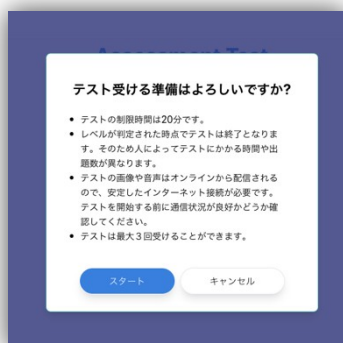 Assessment Test
テスト受ける準備はよろしいですか?
• テストの制限時間は20分です。
• レベルが判定された時点でテストは終了となりま
す。そのため人によってテストにかかる時間や出
題数が異なります。
• テストの画像や音声はオンラインから配信される
ので、安定したインターネット接続が必要です。
テストを開始する前に通信状況が良好かどうか確
認してください。
• テストは最大３回受けることができます。
スタート
キャンセル